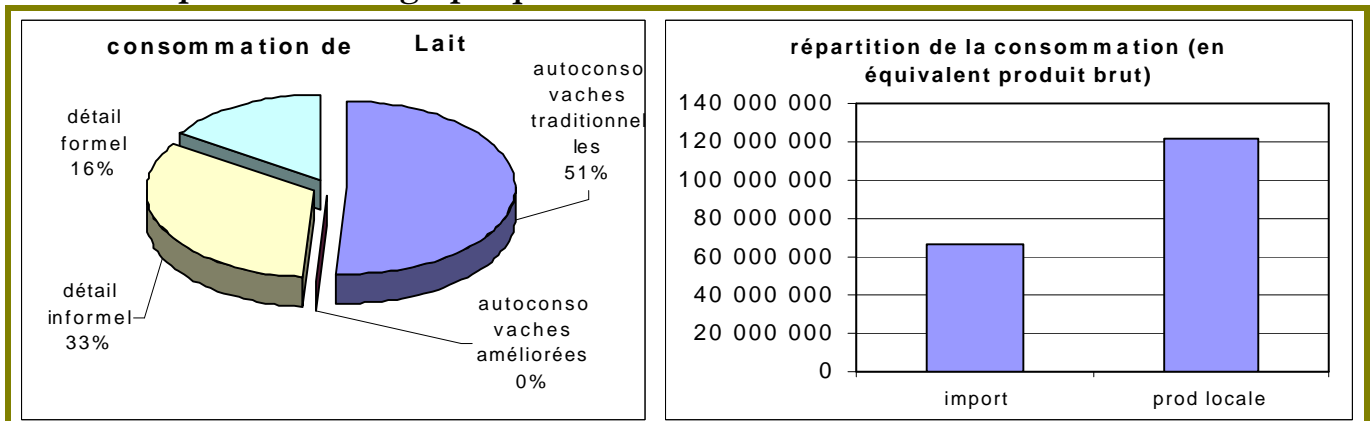 consommation de Lait
autoconso
vaches
traditionnel
les
51%
détail
formel
16%
détail
informel
33%
autoconso
vaches
améliorées
0%
répartition de la consommation (en
équivalent produit brut)
140 000 000
120 000 000
100 000 000
80 000 000
60 000 000
40 000 000
20 000 000
0
import
prod locale